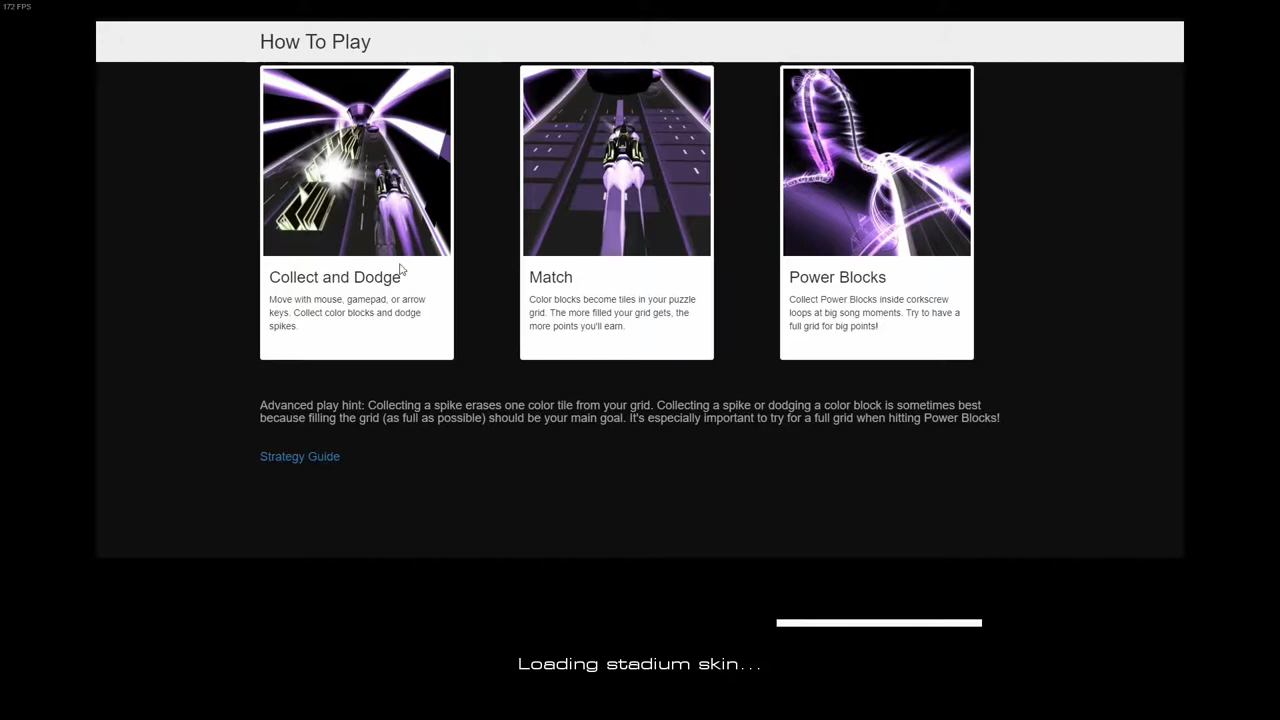 172 FPS
How To Play
Collect and Dodge
Move with mouse, gamepad, or arrow
keys. Collect color blocks and dodge
spikes.
Match
Color blocks become tiles in your puzzle
grid. The more filled your grid gets, the
more points you'll earn.
Power Blocks
Collect Power Blocks inside corkscrew
loops at big song moments. Try to have a
full grid for big points!
Advanced play hint: Collecting a spike erases one color tile from your grid. Collecting a spike or dodging a color block is sometimes best
because filling the grid (as full as possible) should be your main goal. It's especially important to try for a full grid when hitting Power Blocks!
Strategy Guide
Loading stadium skin...